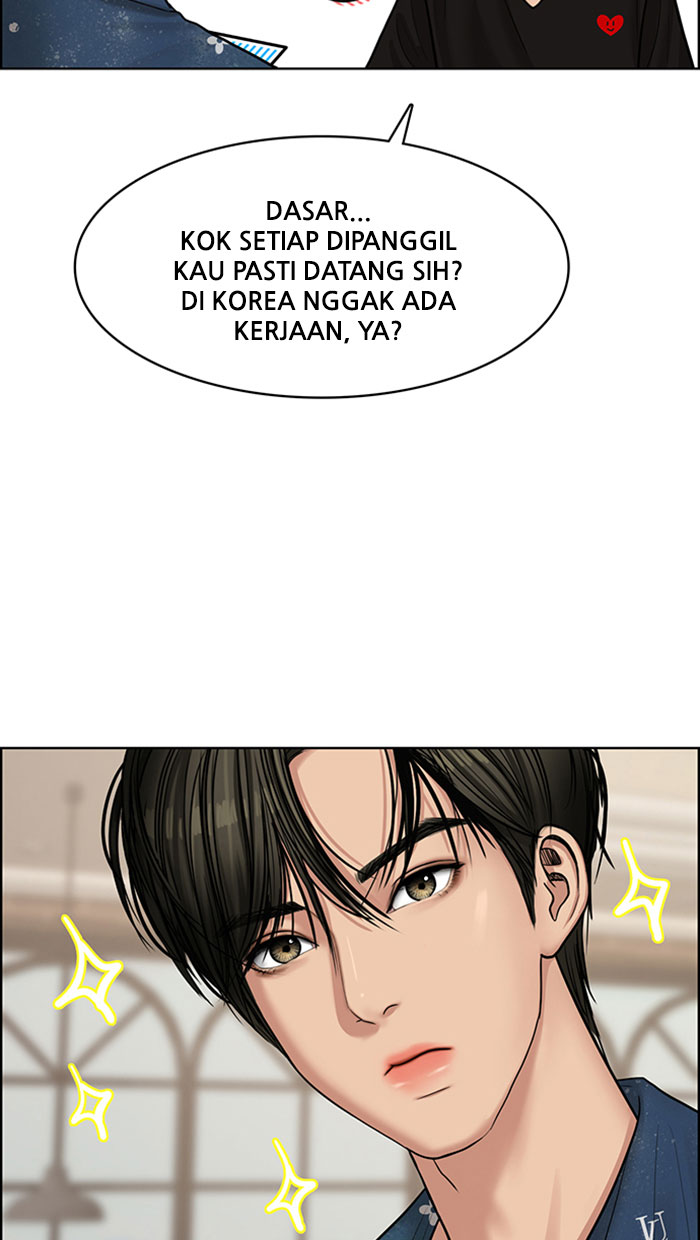 DASAR...
KOK SETIAP DIPANGGIL
KAU PASTI DATANG SIH?
DI KOREA NGGAK ADA
KERJAAN, YA?